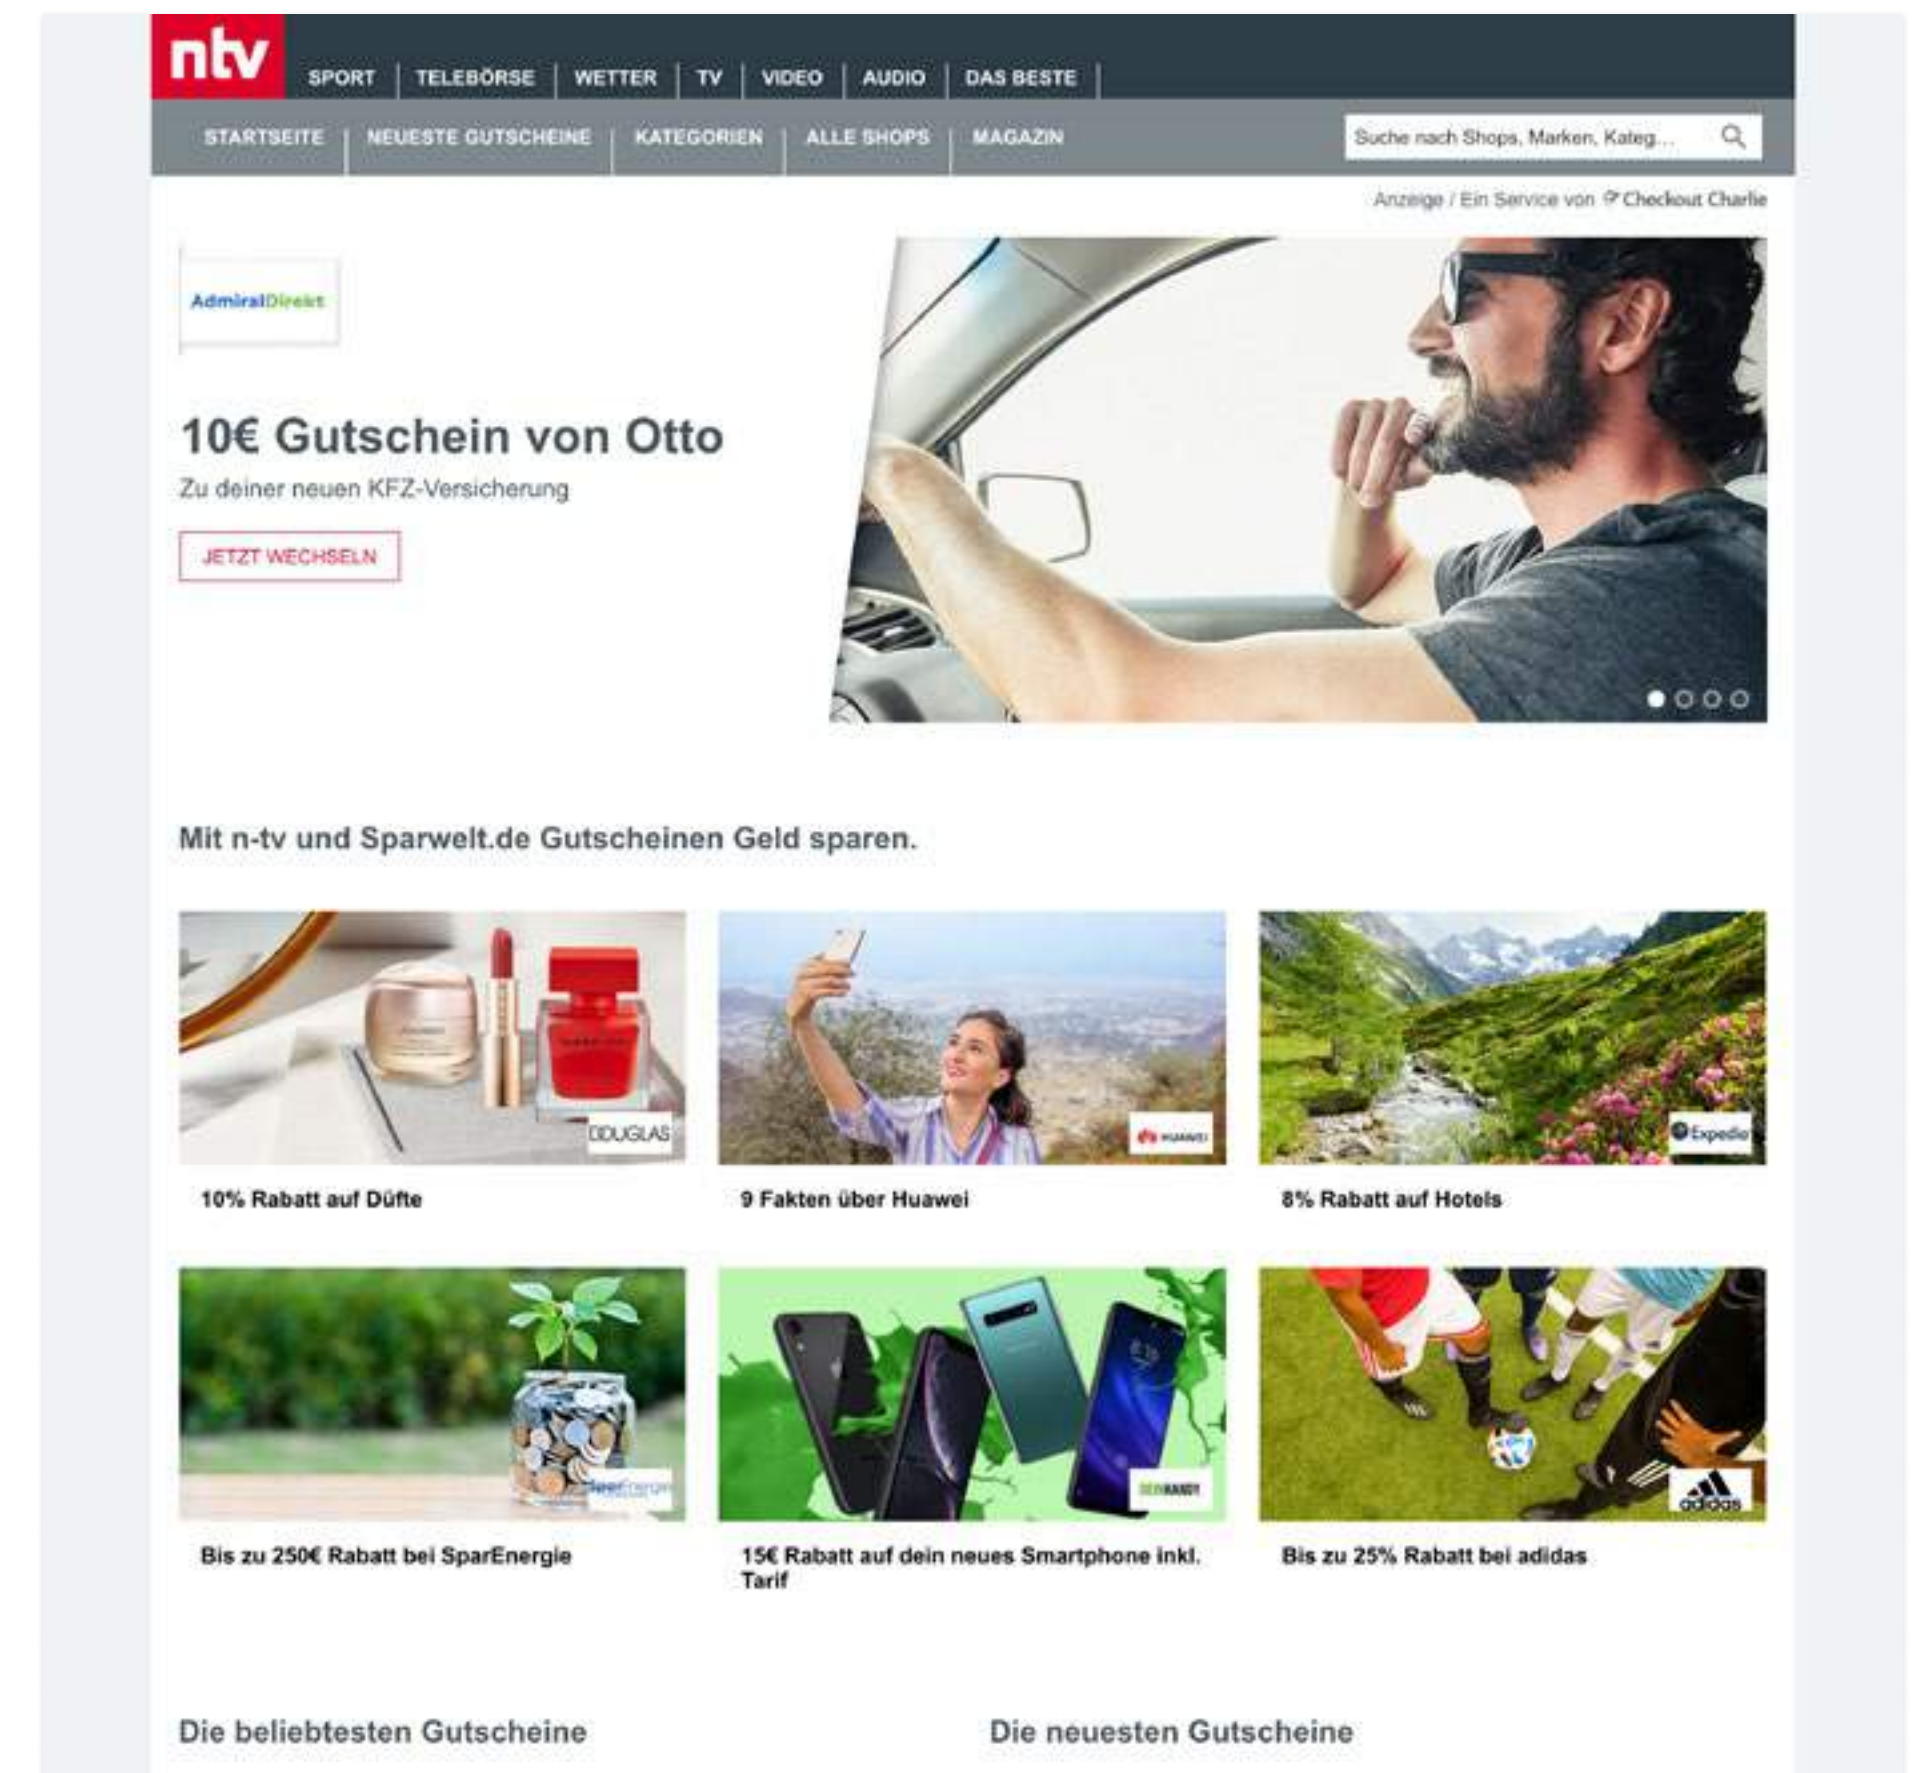 ntv
SPORT TELEBÖRSE WETTER TV VIDEO AUDIO DAS BESTE
STARTSEITE NEUESTE GUTSCHEINE KATEGORIEN ALLE SHOPS MAGAZIN
Suche nach Shops, Marken, Kateg...
Anzeige / Ein Service von Checkout Charlie
AdmiralDirekt
10€ Gutschein von Otto
Zu deiner neuen KFZ-Versicherung
JETZT WECHSELN
Mit n-tv und Sparwelt.de Gutscheinen Geld sparen.
DOUGLAS
HUAWEI
Expedia
10% Rabatt auf Düfte
9 Fakten über Huawei
8% Rabatt auf Hotels
SparEnergie
DEINHANDY
adidas
Bis zu 250€ Rabatt bei SparEnergie
15€ Rabatt auf dein neues Smartphone inkl.
Tarif
Bis zu 25% Rabatt bei adidas
Die beliebtesten Gutscheine
Die neuesten Gutscheine